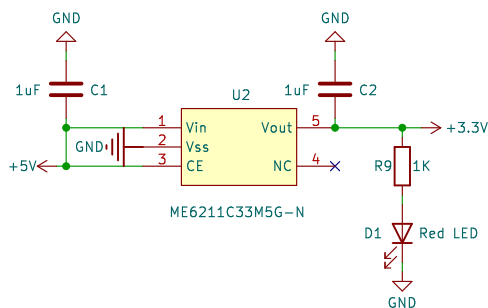 GND
GND
1uF C1
U2
1uF C2
1 Vin
Vout 5
+3.3V
GND 2 Vss
+5V
3 CE
NC 4
R9 1K
ME6211C33M5G-N
D1 Red LED
GND